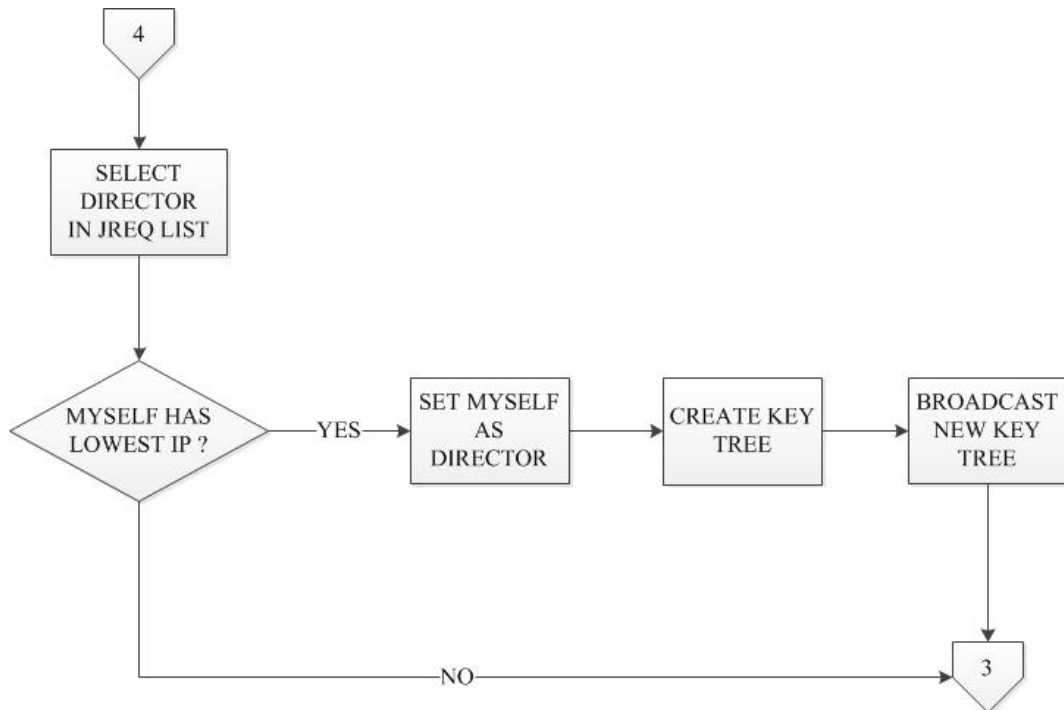 4
SELECT
DIRECTOR
IN JREQ LIST
MYSELF HAS
LOWEST IP ?
YES
SET MYSELF
AS
DIRECTOR
CREATE KEY
TREE
BROADCAST
NEW KEY
TREE
NO
3